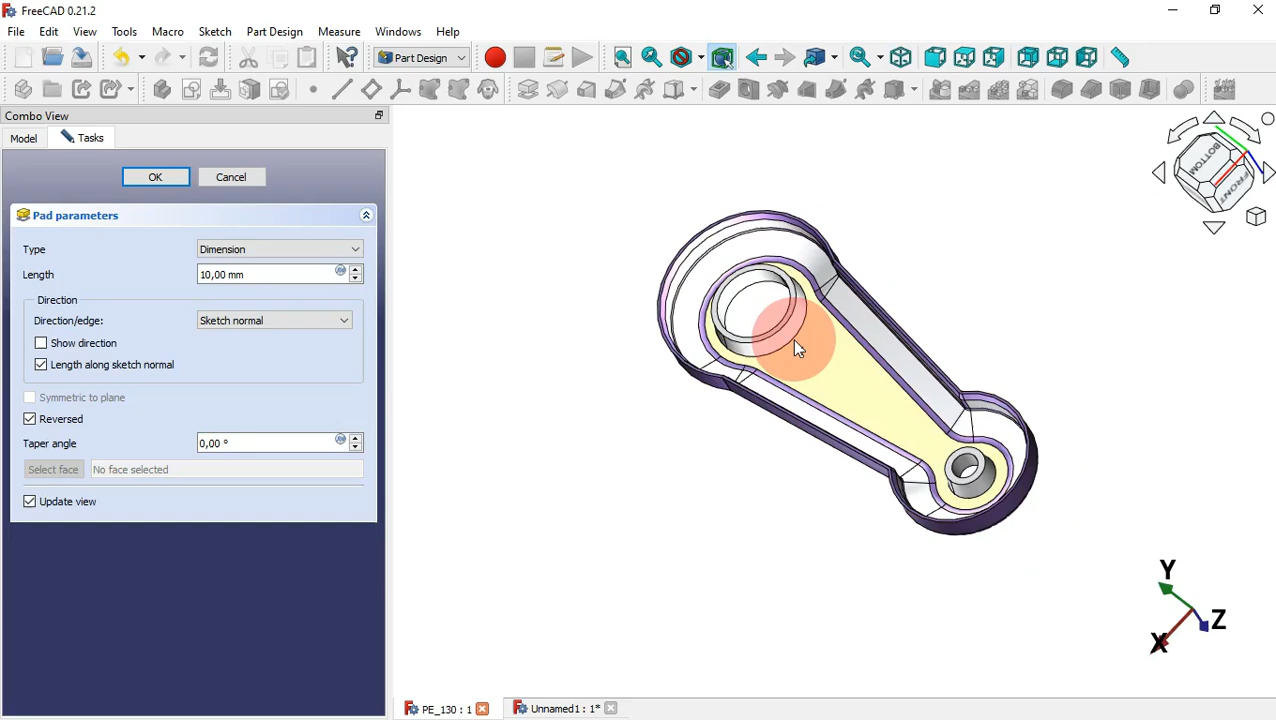 FreeCAD 0.21.2
File Edit View Tools Macro Sketch Part Design Measure Windows Help
Part Design
Combo View
Model Tasks
OK Cancel
Pad parameters
Type Dimension
Length 10,00 mm
Direction
Direction/edge: Sketch normal
Show direction
Length along sketch normal
Symmetric to plane
Reversed
Taper angle 0,00 °
Select face No face selected
Update view
BOTTOM
FRONT
Y
Z
X
PE_130 : 1 Unnamed1 : 1*